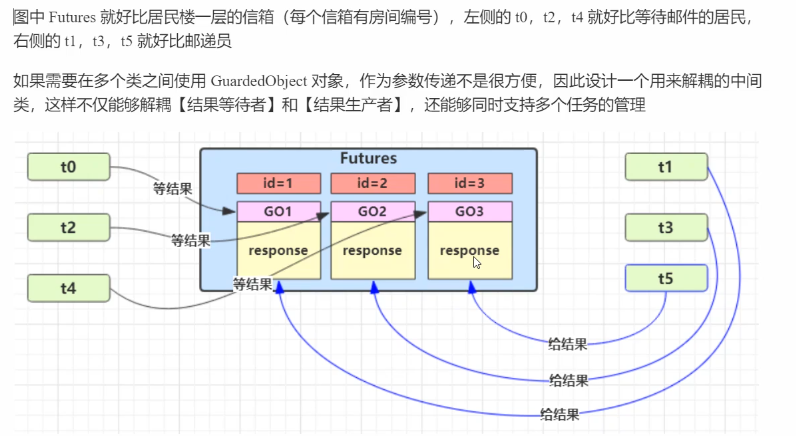 图中 Futures 就好比居民楼一层的信箱（每个信箱有房间编号），左侧的 t0，t2，t4 就好比等待邮件的居民，
右侧的 t1，t3，t5 就好比邮递员
如果需要在多个类之间使用 GuardedObject 对象，作为参数传递不是很方便，因此设计一个用来解耦的中间
类，这样不仅能够解耦【结果等待者】和【结果生产者】，还能够同时支持多个任务的管理
Futures
t0
t1
id=1
id=2
id=3
等结果
GO1
GO2
GO3
t2
t3
等结果
response
response
response
t4
t5
等结果
给结果
给结果
给结果